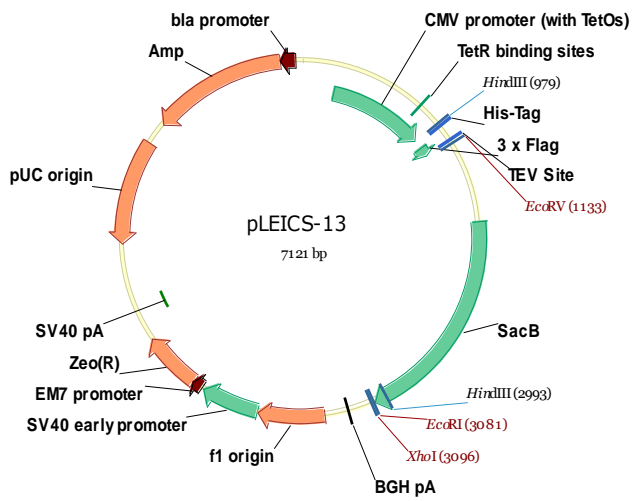 bla promoter
CMV promoter (with TetOs)
Amp
TetR binding sites
HindIII (979)
His-Tag
3 x Flag
TEV Site
EcoRV (1133)
pUC origin
pLEICS-13
7121 bp
SacB
SV40 pA
Zeo(R)
EM7 promoter
SV40 early promoter
f1 origin
BGH pA
HindIII (2993)
EcoRI (3081)
XhoI (3096)